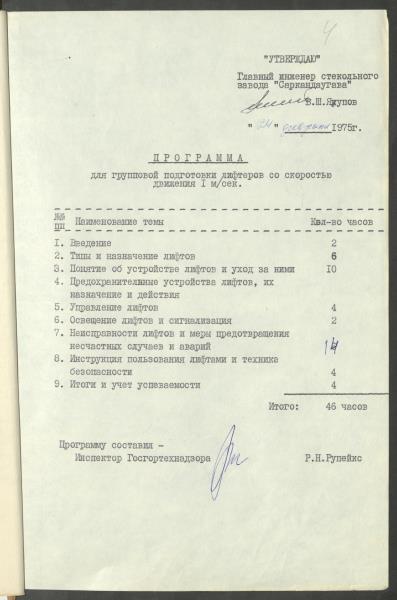 4
"УТВЕРЖДАЮ"
Главный инженер стекольного
завода "Саркандаугава"
В.Ш.Якупов
"24" февраля 1975г.
ПРОГРАММА
для групповой подготовки лифтеров со скоростью
движения I м/сек.
№№ пп Наименование темы Кол-во часов
1. Введение 2
2. Типы и назначение лифтов 6
3. Понятие об устройстве лифтов и уход за ними 10
4. Предохранительные устройства лифтов, их
назначение и действия
5. Управление лифтов 4
6. Освещение лифтов и сигнализация 2
7. Неисправности лифтов и меры предотвращения
несчастных случаев и аварий 14
8. Инструкция пользования лифтами и техника
безопасности 4
9. Итоги и учет успеваемости 4
Итого: 46 часов
Программу составил -
Инспектор Госгортехнадзора Р.Н.Рупейкс